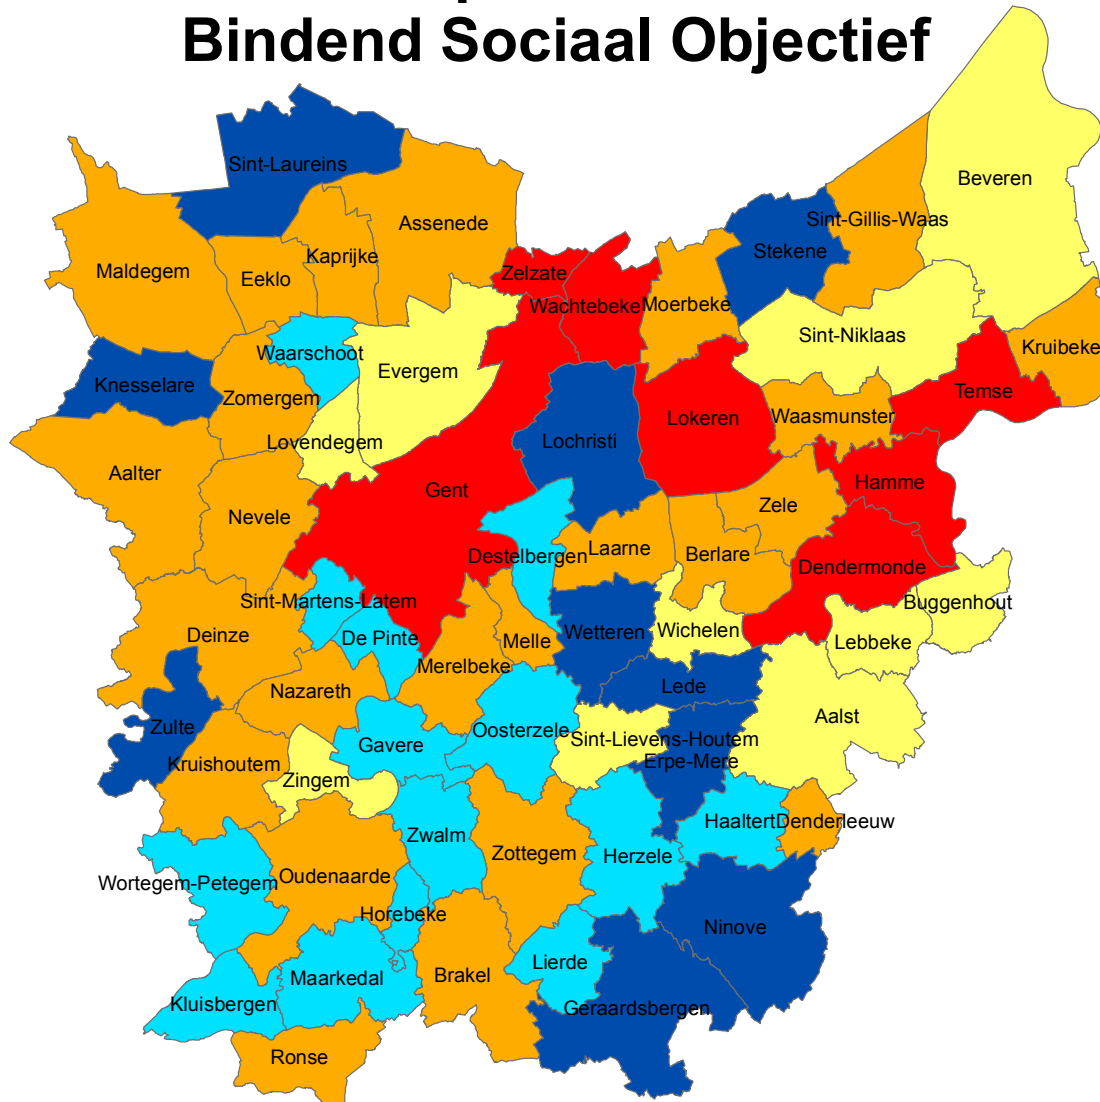 Bindend Sociaal Objectief
Sint-Laureins
Beveren
Assenede
Sint-Gillis-Waas
Stekene
Kaprijke
Maldegem
Eeklo
Zelzate
Wachtebeke
Moerbeke
Sint-Niklaas
Kruibeke
Waarschoot
Evergem
Knesselare
Zomergem
Temse
Lokeren
Waasmunster
Lovendegem
Lochristi
Aalter
Gent
Hamme
Zele
Nevele
Destelbergen
Laarne
Berlare
Dendermonde
Sint-Martens-Latem
Buggenhout
Deinze
De Pinte
Wetteren
Wichelen
Melle
Lebbeke
Merelbeke
Nazareth
Lede
Aalst
Zulte
Oosterzele
Gavere
Sint-Lievens-Houtem
Kruishoutem
Erpe-Mere
Zingem
Haaltert
Denderleeuw
Zwalm
Zottegem
Herzele
Oudenaarde
Wortegem-Petegem
Horebeke
Ninove
Lierde
Brakel
Maarkedal
Kluisbergen
Geraardsbergen
Ronse